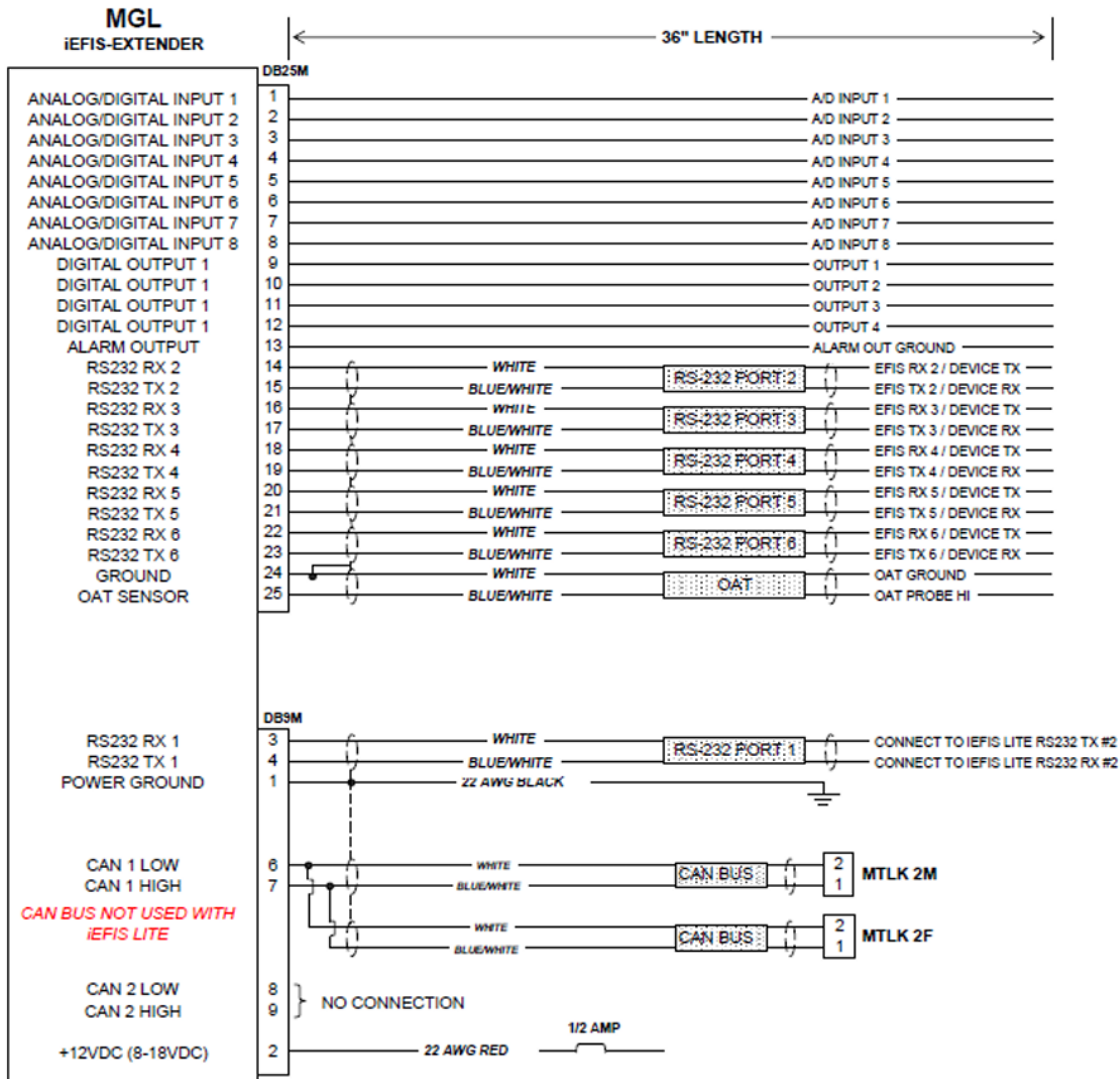 MGL
iEFIS-EXTENDER
36" LENGTH
DB25M
ANALOG/DIGITAL INPUT 1 1 A/D INPUT 1
ANALOG/DIGITAL INPUT 2 2 A/D INPUT 2
ANALOG/DIGITAL INPUT 3 3 A/D INPUT 3
ANALOG/DIGITAL INPUT 4 4 A/D INPUT 4
ANALOG/DIGITAL INPUT 5 5 A/D INPUT 5
ANALOG/DIGITAL INPUT 6 6 A/D INPUT 6
ANALOG/DIGITAL INPUT 7 7 A/D INPUT 7
ANALOG/DIGITAL INPUT 8 8 A/D INPUT 8
DIGITAL OUTPUT 1 9 OUTPUT 1
DIGITAL OUTPUT 1 10 OUTPUT 2
DIGITAL OUTPUT 1 11 OUTPUT 3
DIGITAL OUTPUT 1 12 OUTPUT 4
ALARM OUTPUT 13 ALARM OUT GROUND
RS232 RX 2 14 WHITE EFIS RX 2 / DEVICE TX
RS-232 PORT 2
RS232 TX 2 15 BLUE/WHITE EFIS TX 2 / DEVICE RX
RS232 RX 3 16 WHITE EFIS RX 3 / DEVICE TX
RS-232 PORT 3
RS232 TX 3 17 BLUE/WHITE EFIS TX 3 / DEVICE RX
RS232 RX 4 18 WHITE EFIS RX 4 / DEVICE TX
RS-232 PORT 4
RS232 TX 4 19 BLUE/WHITE EFIS TX 4 / DEVICE RX
RS232 RX 5 20 WHITE EFIS RX 5 / DEVICE TX
RS-232 PORT 5
RS232 TX 5 21 BLUE/WHITE EFIS TX 5 / DEVICE RX
RS232 RX 6 22 WHITE EFIS RX 6 / DEVICE TX
RS-232 PORT 6
RS232 TX 6 23 BLUE/WHITE EFIS TX 6 / DEVICE RX
GROUND 24 WHITE OAT GROUND
OAT
OAT SENSOR 25 BLUE/WHITE OAT PROBE HI
DB9M
RS232 RX 1 3 WHITE CONNECT TO IEFIS LITE RS232 TX #2
RS-232 PORT 1
RS232 TX 1 4 BLUE/WHITE CONNECT TO IEFIS LITE RS232 RX #2
POWER GROUND 1 22 AWG BLACK
CAN 1 LOW 6 WHITE 2
CAN BUS MTLK 2M
CAN 1 HIGH 7 BLUE/WHITE 1
CAN BUS NOT USED WITH
iEFIS LITE
WHITE 2
CAN BUS MTLK 2F
BLUE/WHITE 1
CAN 2 LOW 8
NO CONNECTION
CAN 2 HIGH 9
1/2 AMP
+12VDC (8-18VDC) 2 22 AWG RED